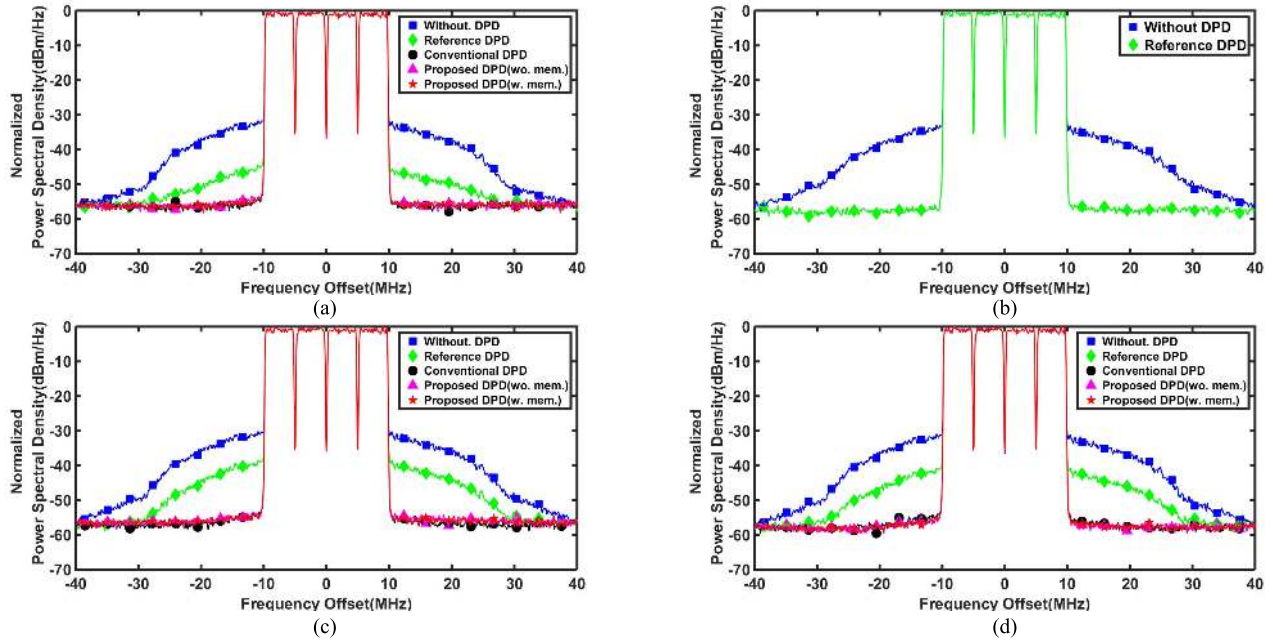 Normalized
Power Spectral Density(dBm/Hz)
0
-10
-20
-30
-40
-50
-60
-70
Without. DPD
Reference DPD
Conventional DPD
Proposed DPD(wo. mem.)
Proposed DPD(w. mem.)
-40 -30 -20 -10 0 10 20 30 40
Frequency Offset(MHz)
(a)
Normalized
Power Spectral Density(dBm/Hz)
0
-10
-20
-30
-40
-50
-60
-70
Without DPD
Reference DPD
-40 -30 -20 -10 0 10 20 30 40
Frequency Offset(MHz)
(b)
Normalized
Power Spectral Density(dBm/Hz)
0
-10
-20
-30
-40
-50
-60
-70
Without. DPD
Reference DPD
Conventional DPD
Proposed DPD(wo. mem.)
Proposed DPD(w. mem.)
-40 -30 -20 -10 0 10 20 30 40
Frequency Offset(MHz)
(c)
Normalized
Power Spectral Density(dBm/Hz)
0
-10
-20
-30
-40
-50
-60
-70
Without. DPD
Reference DPD
Conventional DPD
Proposed DPD(wo. mem.)
Proposed DPD(w. mem.)
-40 -30 -20 -10 0 10 20 30 40
Frequency Offset(MHz)
(d)